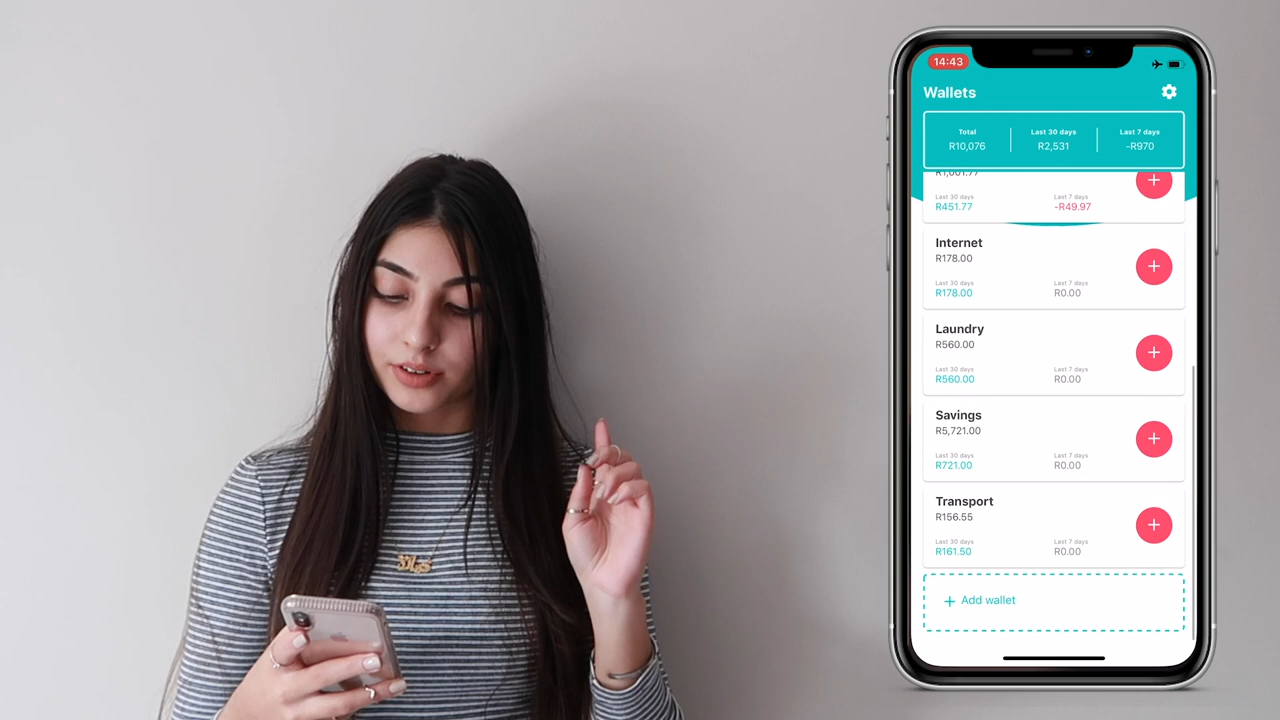 14:43
Wallets
Total Last 30 days Last 7 days
R10,076 R2,531 -R970
R1,001.77
Last 30 days Last 7 days
R451.77 -R49.97
Internet
R178.00
Last 30 days Last 7 days
R178.00 R0.00
Laundry
R560.00
Last 30 days Last 7 days
R560.00 R0.00
Savings
R5,721.00
Last 30 days Last 7 days
R721.00 R0.00
Transport
R156.55
Last 30 days Last 7 days
R161.50 R0.00
+ Add wallet